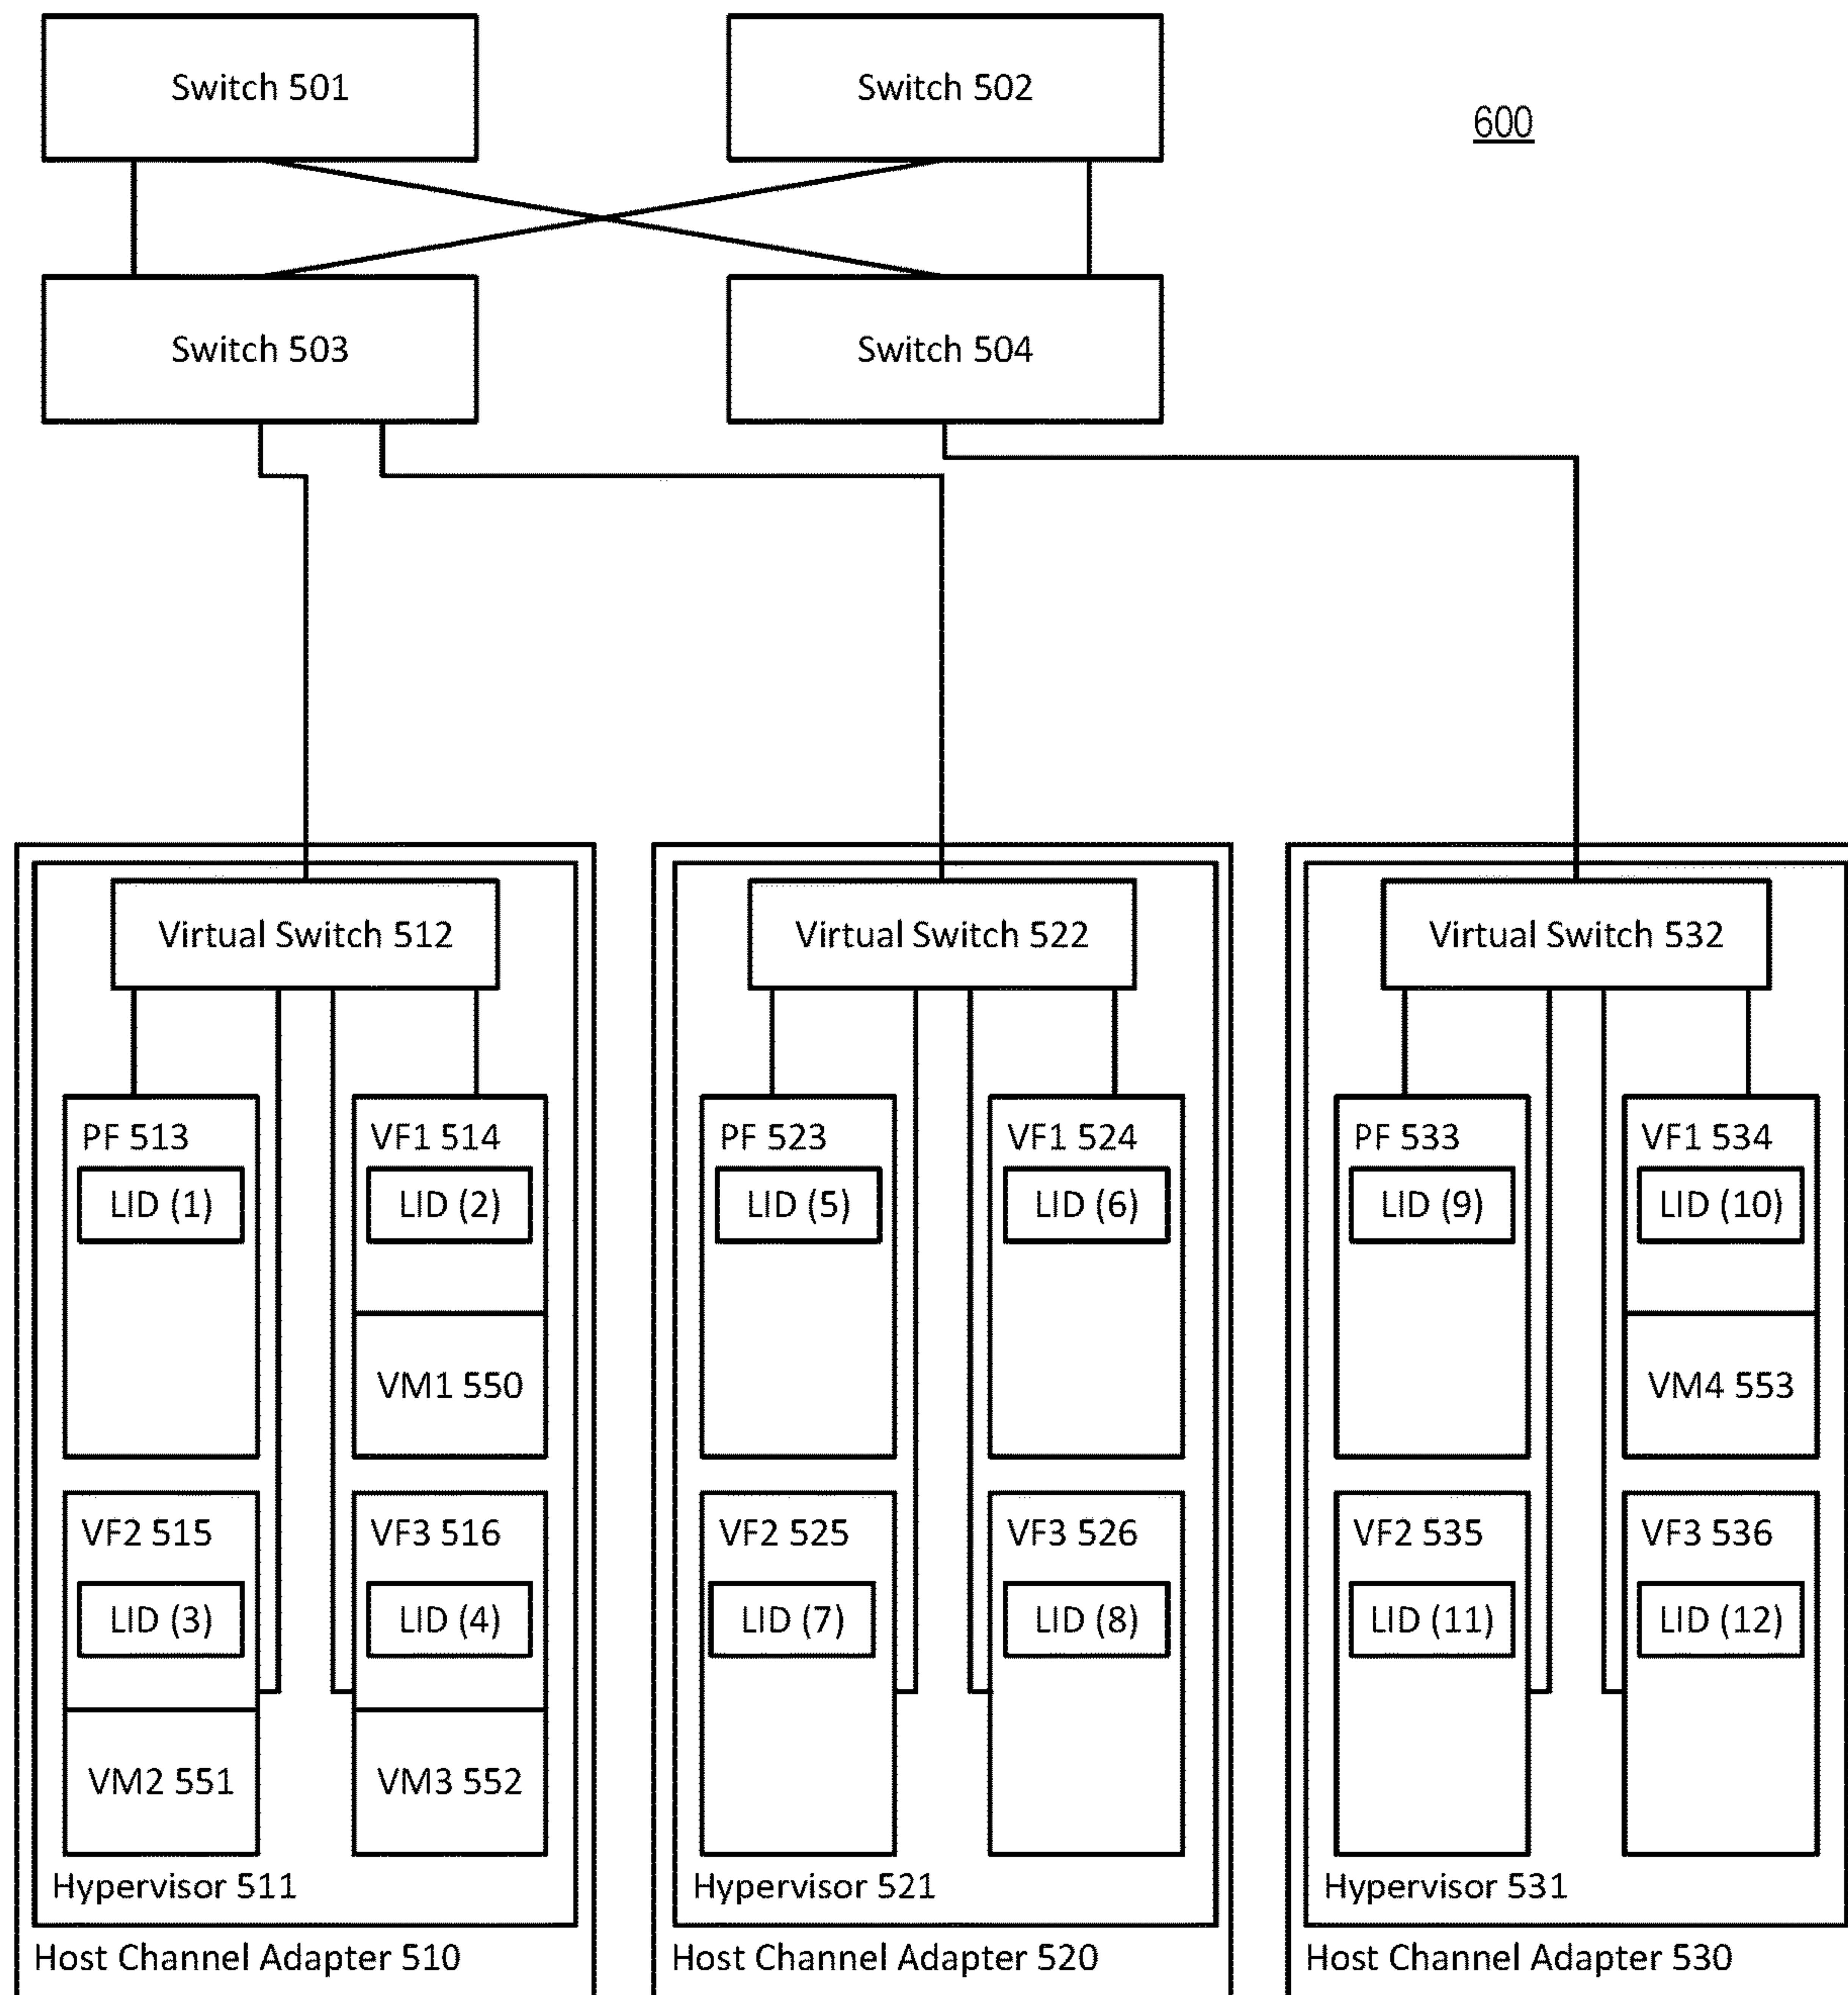 Switch 501
Switch 502
600
Switch 503
Switch 504
Virtual Switch 512
PF 513
LID (1)
VF1 514
LID (2)
VM1 550
VF2 515
LID (3)
VM2 551
VF3 516
LID (4)
VM3 552
Hypervisor 511
Host Channel Adapter 510
Virtual Switch 522
PF 523
LID (5)
VF1 524
LID (6)
VF2 525
LID (7)
VF3 526
LID (8)
Hypervisor 521
Host Channel Adapter 520
Virtual Switch 532
PF 533
LID (9)
VF1 534
LID (10)
VM4 553
VF2 535
LID (11)
VF3 536
LID (12)
Hypervisor 531
Host Channel Adapter 530